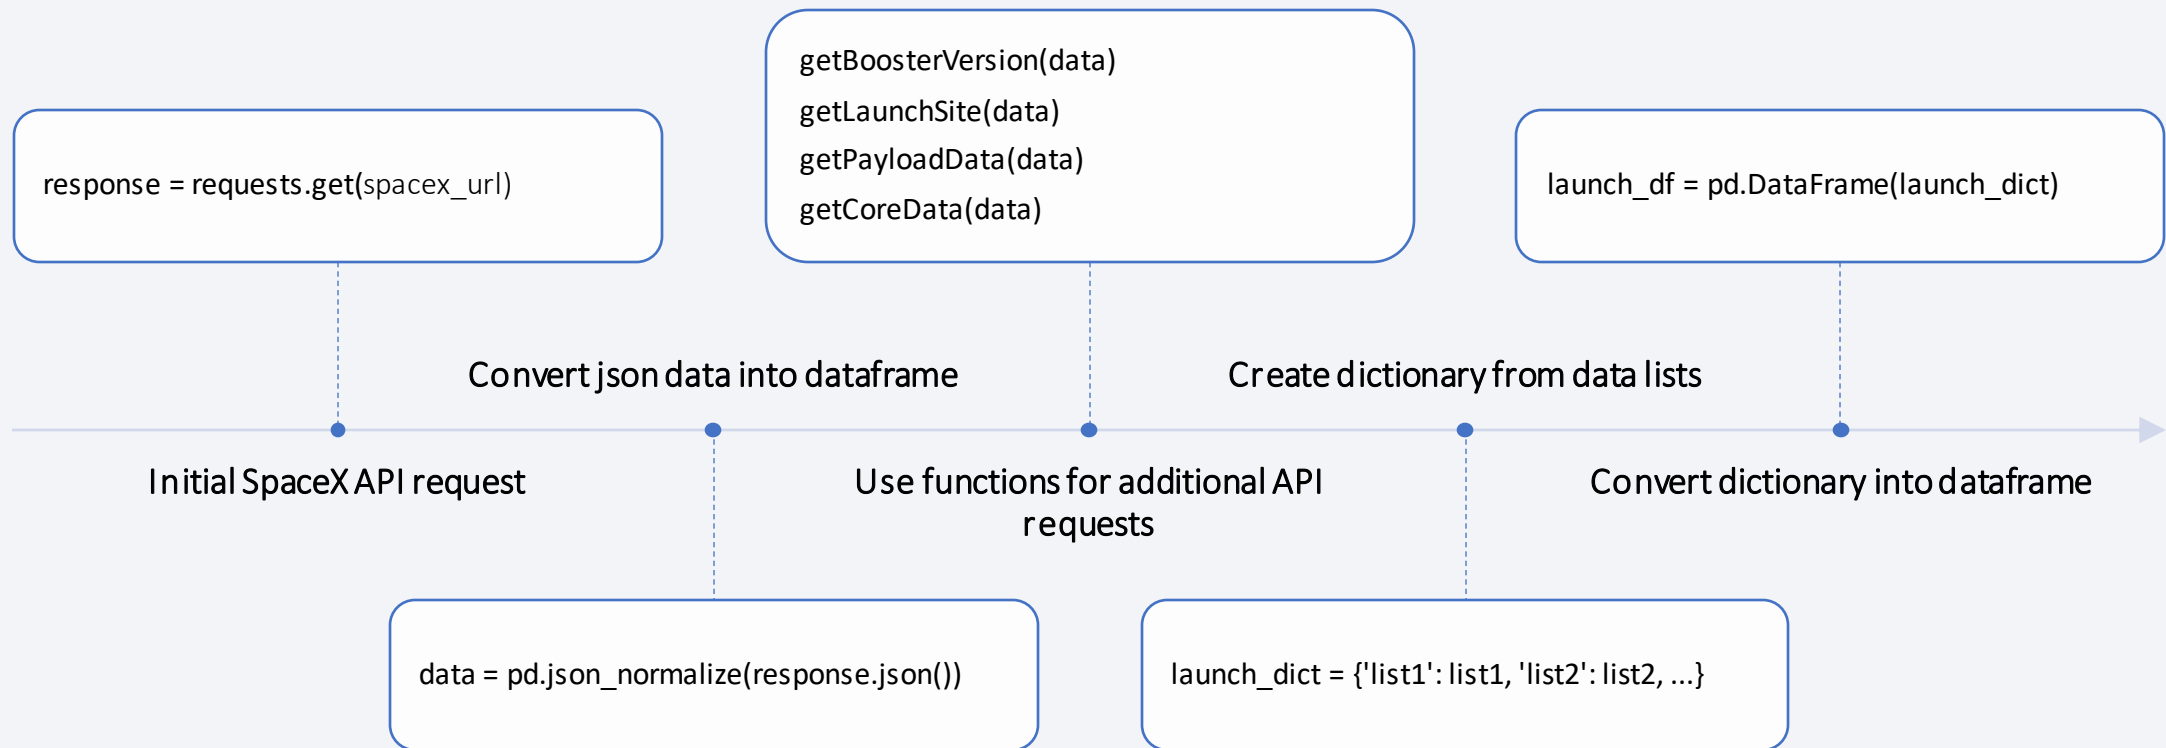 getBoosterVersion(data)
getLaunchSite(data)
getPayloadData(data)
getCoreData(data)
response = requests.get(spacex_url)
launch_df = pd.DataFrame(launch_dict)
Convert json data into dataframe
Create dictionary from data lists
Initial SpaceX API request
Use functions for additional API
requests
Convert dictionary into dataframe
data = pd.json_normalize(response.json())
launch_dict = {'list1': list1, 'list2': list2, ...}